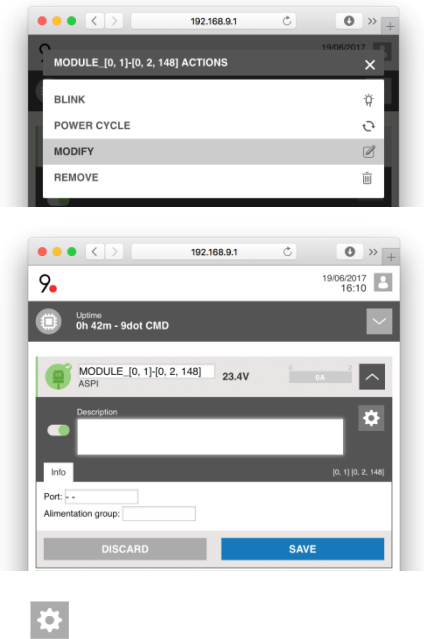 192.168.9.1
19/06/2017
MODULE_[0, 1]-[0, 2, 148] ACTIONS
BLINK
POWER CYCLE
MODIFY
REMOVE
192.168.9.1
9.
19/06/2017
16:10
Uptime
0h 42m - 9dot CMD
MODULE_[0, 1]-[0, 2, 148]
ASPI
23.4V
0 2
0A
Description
Info
[0, 1] [0, 2, 148]
Port: - -
Alimentation group:
DISCARD
SAVE